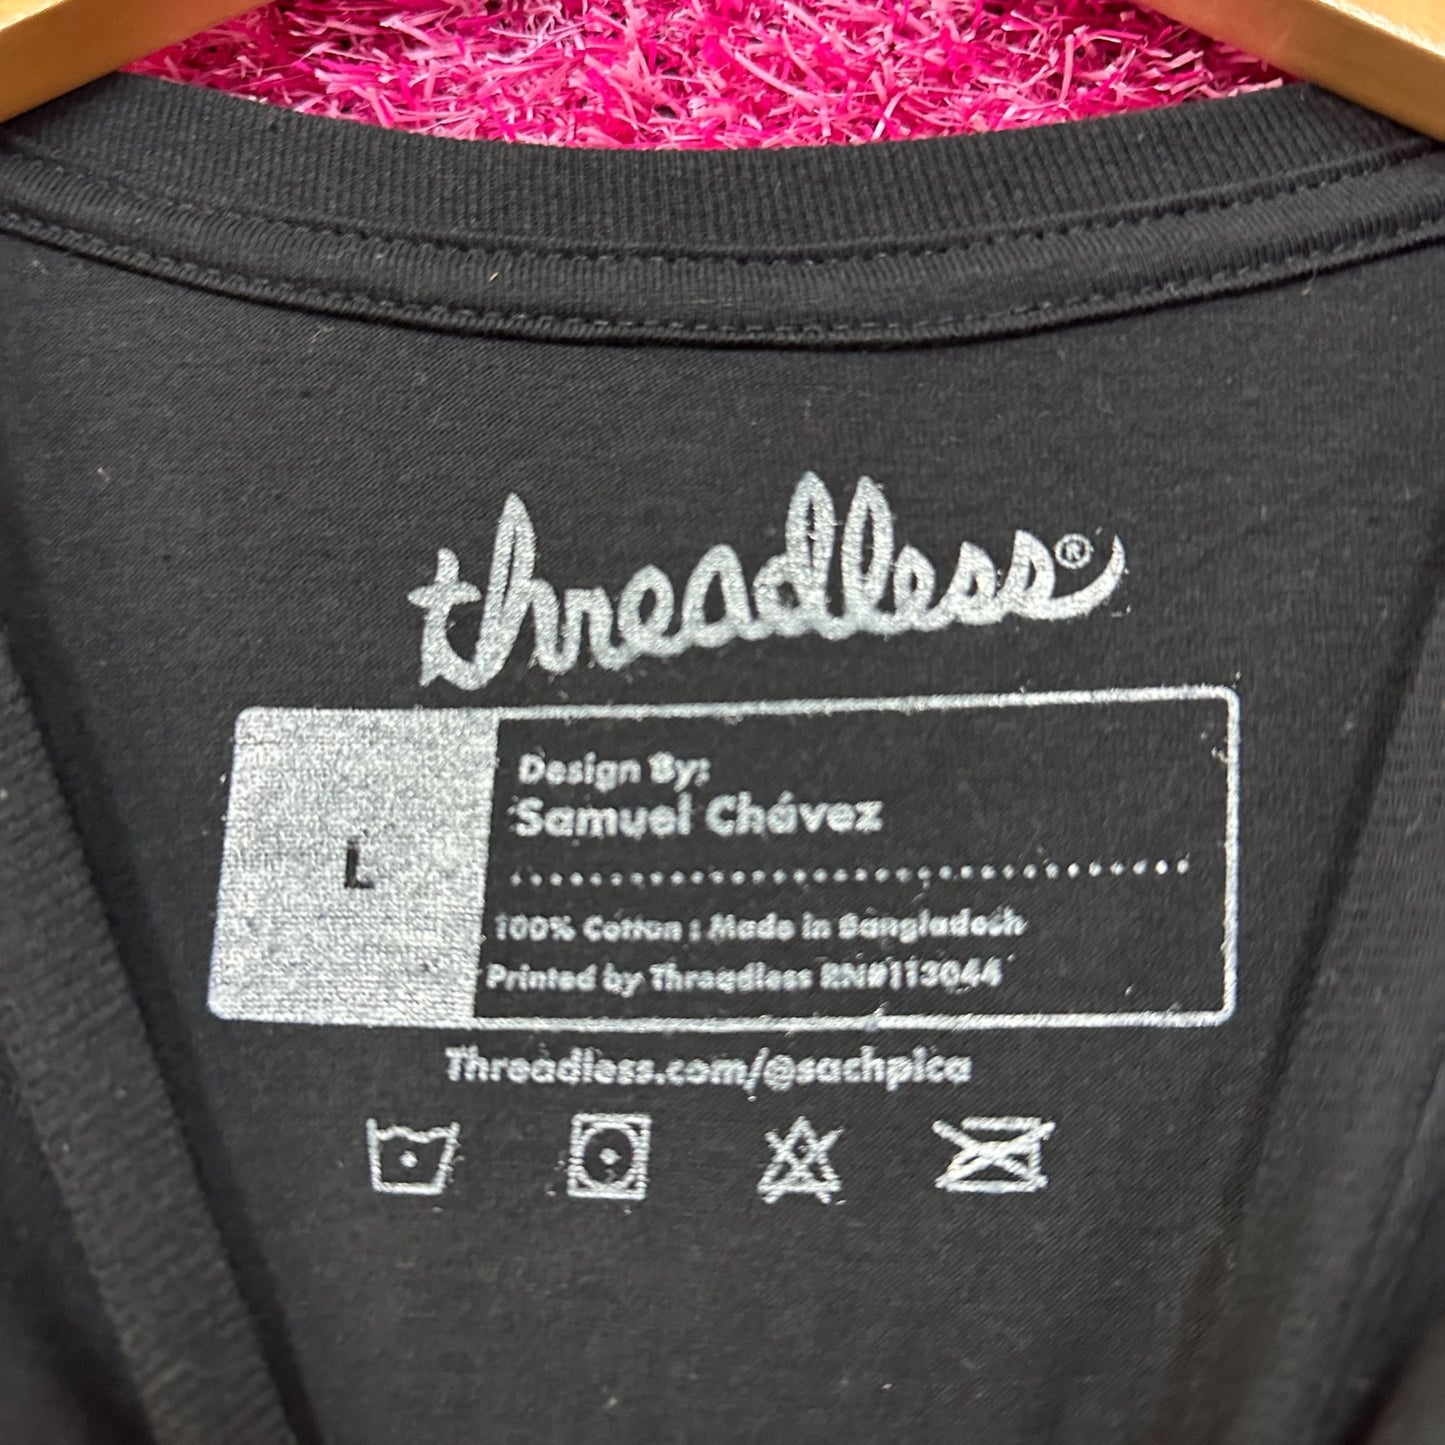 threadless®
L
Design By:
Samuel Chávez
100% Cotton : Made in Bangladesh
Printed by Threadless RN#113044
Threadless.com/@sachpica